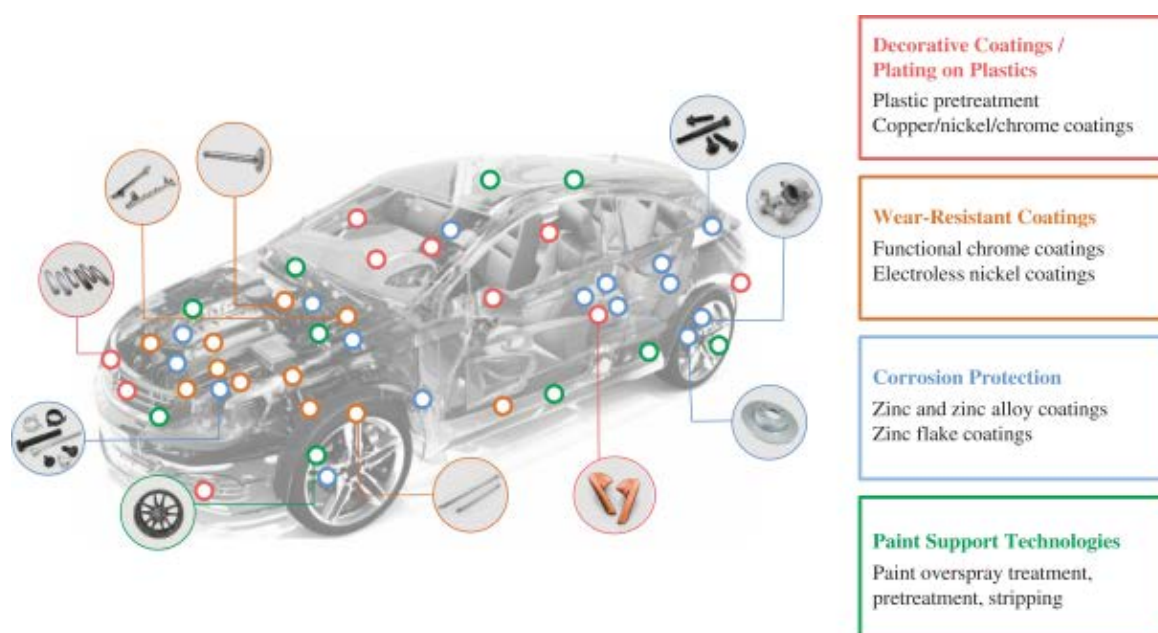 Decorative Coatings /
Plating on Plastics
Plastic pretreatment
Copper/nickel/chrome coatings
Wear-Resistant Coatings
Functional chrome coatings
Electroless nickel coatings
Corrosion Protection
Zinc and zinc alloy coatings
Zinc flake coatings
Paint Support Technologies
Paint overspray treatment,
pretreatment, stripping